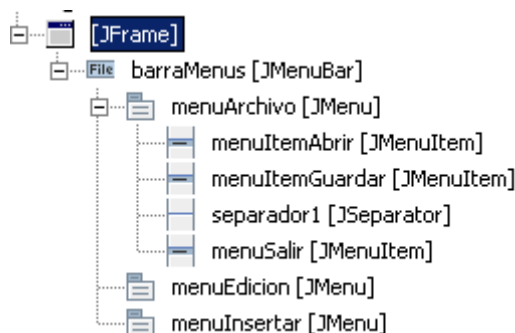 [JFrame]
File barraMenus [JMenuBar]
menuArchivo [JMenu]
menuItemAbrir [JMenuItem]
menuItemGuardar [JMenuItem]
separador1 [JSeparator]
menuSalir [JMenuItem]
menuEdicion [JMenu]
menuInsertar [JMenu]